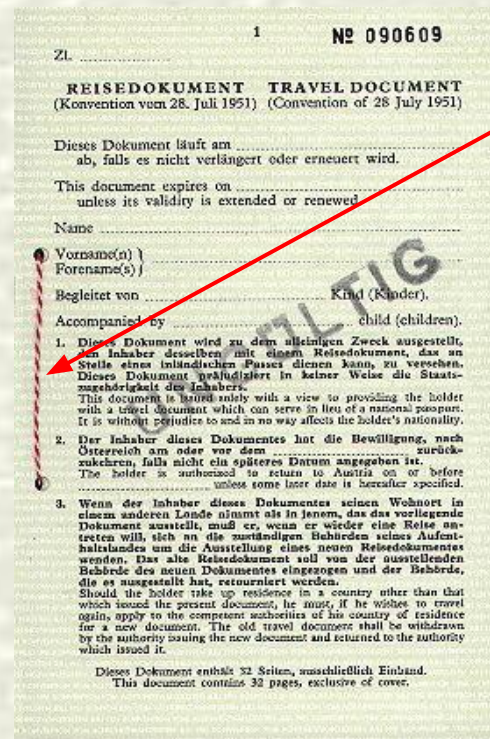 1
№ 090609
Zl.
REISEDOKUMENT TRAVEL DOCUMENT
(Konvention vom 28. Juli 1951) (Convention of 28 July 1951)
Dieses Dokument läuft am
ab, falls es nicht verlängert oder erneuert wird.
This document expires on
unless its validity is extended or renewed
Name
Vorname(n) }
Forename(s) }
Begleitet von Kind (Kinder).
Accompanied by child (children).
UNGÜLTIG
1. Dieses Dokument wird zu dem alleinigen Zweck ausgestellt,
den Inhaber desselben mit einem Reisedokument, das an
Stelle eines inländischen Passes dienen kann, zu versehen.
Dieses Dokument präjudiziert in keiner Weise die Staats-
zugehörigkeit des Inhabers.
This document is issued solely with a view to providing the holder
with a travel document which can serve in lieu of a national passport.
It is without prejudice to and in no way affects the holder's nationality.
2. Der Inhaber dieses Dokumentes hat die Bewilligung, nach
Österreich am oder vor dem zurück-
zukehren, falls nicht ein späteres Datum angegeben ist.
The holder is authorized to return to Austria on or before
unless some later date is hereafter specified.
3. Wenn der Inhaber dieses Dokumentes seinen Wohnort in
einem anderen Lande nimmt als in jenem, das das vorliegende
Dokument ausstellt, muß er, wenn er wieder eine Reise an-
treten will, sich an die zuständigen Behörden seines Aufent-
haltslandes um die Ausstellung eines neuen Reisedokumentes
wenden. Das alte Reisedokument soll von der ausstellenden
Behörde des neuen Dokumentes eingezogen und der Behörde,
die es ausgestellt hat, retourniert werden.
Should the holder take up residence in a country other than that
which issued the present document, he must, if he wishes to travel
again, apply to the competent authorities of his country of residence
for a new document. The old travel document shall be withdrawn
by the authority issuing the new document and returned to the authority
which issued it.
Dieses Dokument enthält 32 Seiten, ausschließlich Einband.
This document contains 32 pages, exclusive of cover.